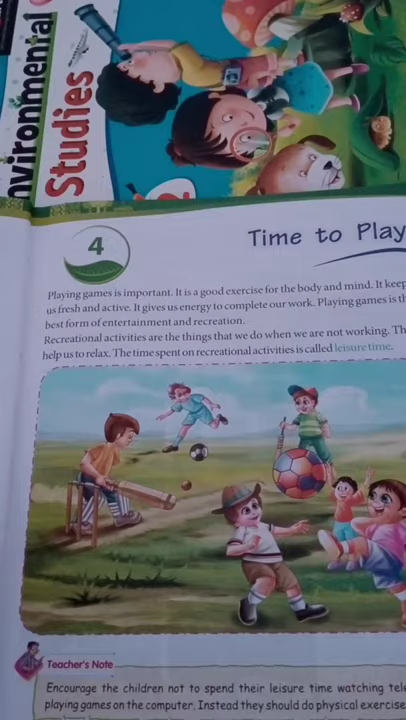 nvironmental
Studies
4
Time to Play
Playing games is important. It is a good exercise for the body and mind. It keep
us fresh and active. It gives us energy to complete our work. Playing games is th
best form of entertainment and recreation.
Recreational activities are the things that we do when we are not working. Th
help us to relax. The time spent on recreational activities is called leisure time.
Teacher's Note
Encourage the children not to spend their leisure time watching tele
playing games on the computer. Instead they should do physical exercise